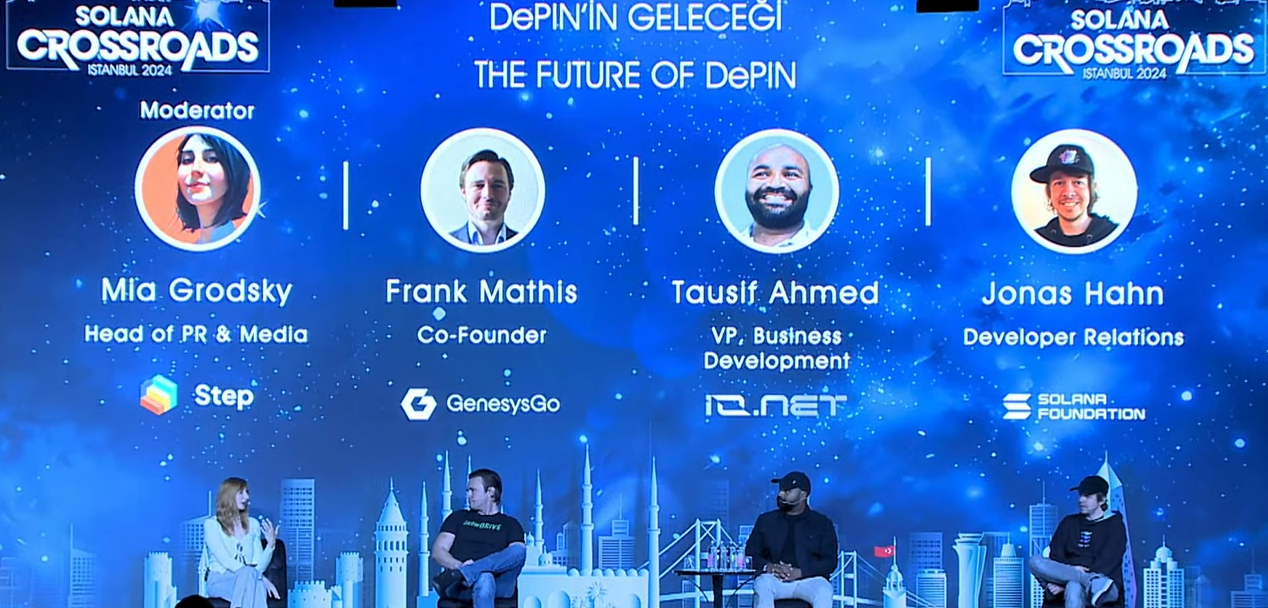 SOLANA
CROSSROADS
ISTANBUL 2024
DePIN'İN GELECEĞİ
THE FUTURE OF DePIN
SOLANA
CROSSROADS
ISTANBUL 2024
Moderator
Mia Grodsky
Head of PR & Media
Step
Frank Mathis
Co-Founder
GenesysGo
Tausif Ahmed
VP, Business
Development
IO.NET
Jonas Hahn
Developer Relations
SOLANA
FOUNDATION
SHDWDRIVE